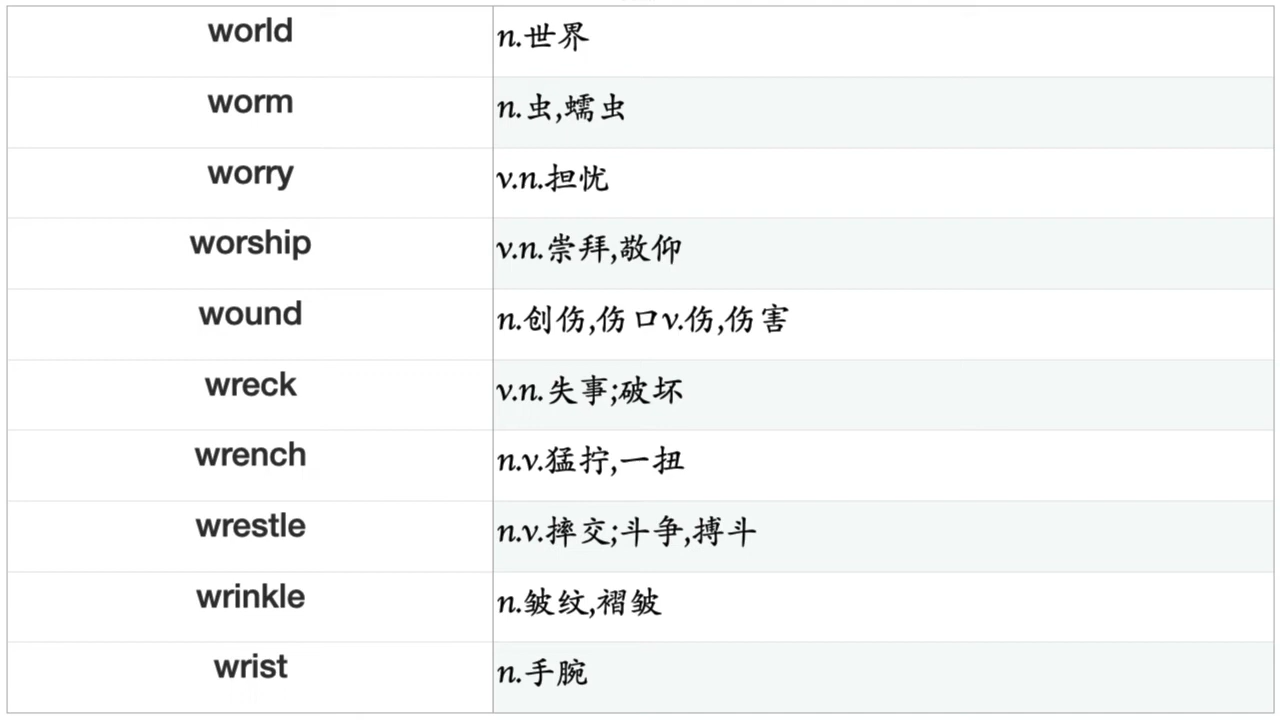 world n.世界
worm n.虫,蠕虫
worry v.n.担忧
worship v.n.崇拜,敬仰
wound n.创伤,伤口v.伤,伤害
wreck v.n.失事;破坏
wrench n.v.猛拧,一扭
wrestle n.v.摔交;斗争,搏斗
wrinkle n.皱纹,褶皱
wrist n.手腕